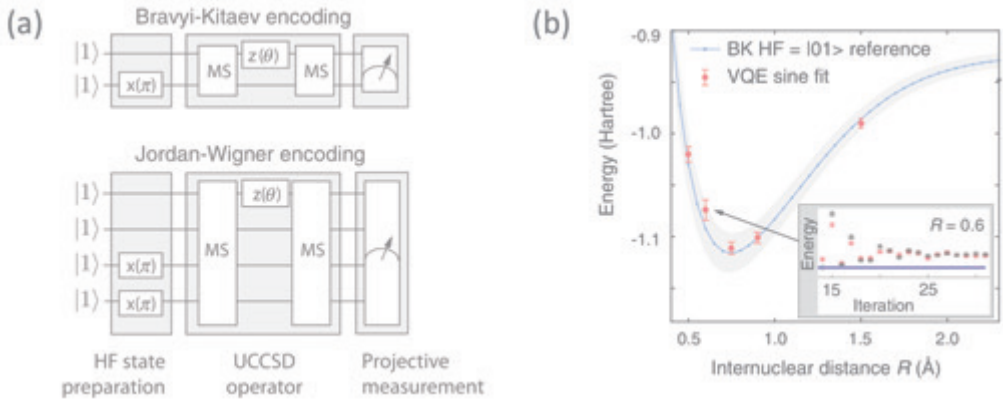 (a)
Bravyi-Kitaev encoding
|1⟩
|1⟩
x(π)
MS
z(θ)
MS
Jordan-Wigner encoding
|1⟩
|1⟩
|1⟩
|1⟩
x(π)
x(π)
MS
z(θ)
MS
HF state
preparation
UCCSD
operator
Projective
measurement
(b)
BK HF = |01> reference
VQE sine fit
Energy (Hartree)
-0.9
-1.0
-1.1
0.5
1.0
1.5
2.0
Internuclear distance R (Å)
R = 0.6
Energy
15
25
Iteration